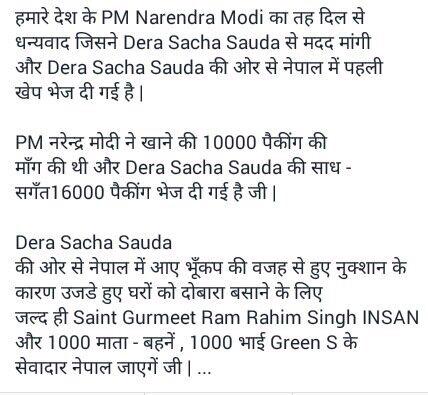 हमारे देश के PM Narendra Modi का तह दिल से
धन्यवाद जिसने Dera Sacha Sauda से मदद मांगी
और Dera Sacha Sauda की ओर से नेपाल में पहली
खेप भेज दी गई है |
PM नरेन्द्र मोदी ने खाने की 10000 पैकींग की
माँग की थी और Dera Sacha Sauda की साध -
सगँत16000 पैकींग भेज दी गई है जी |
Dera Sacha Sauda
की ओर से नेपाल में आए भूँकप की वजह से हुए नुक्शान के
कारण उजडे हुए घरों को दोबारा बसाने के लिए
जल्द ही Saint Gurmeet Ram Rahim Singh INSAN
और 1000 माता - बहनें , 1000 भाई Green S के
सेवादार नेपाल जाएगें जी | ...